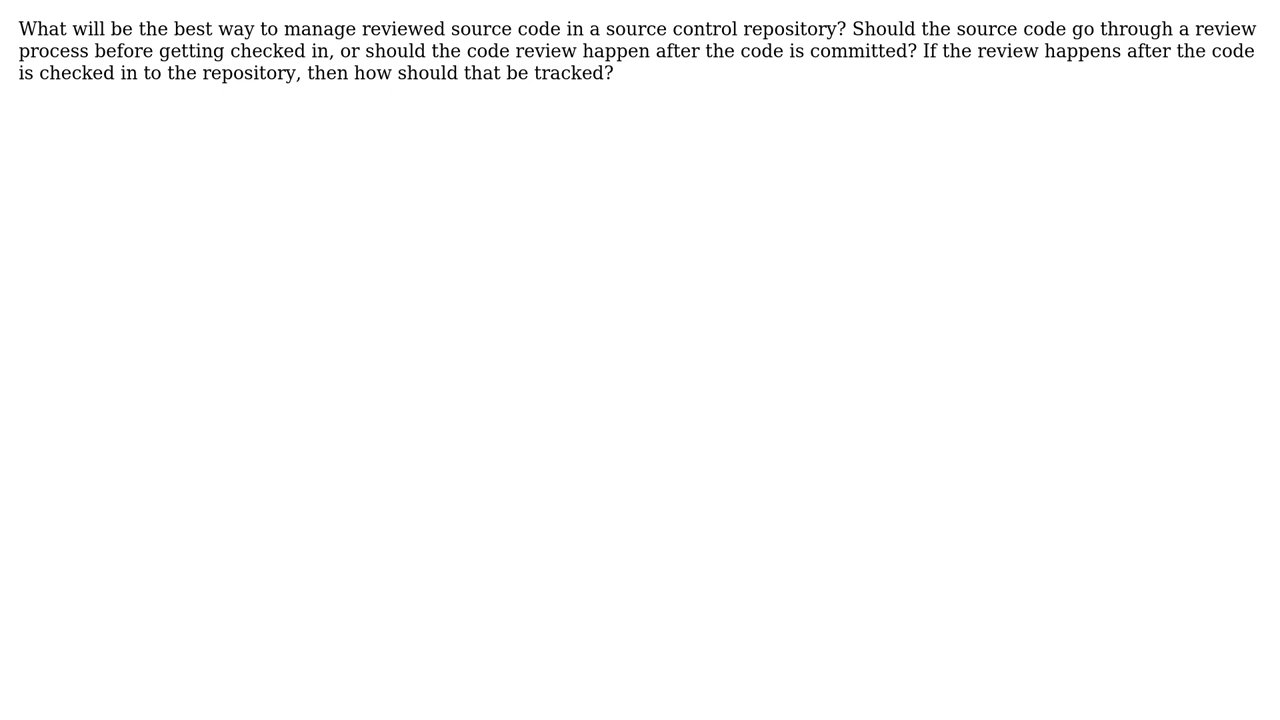 What will be the best way to manage reviewed source code in a source control repository? Should the source code go through a review
process before getting checked in, or should the code review happen after the code is committed? If the review happens after the code
is checked in to the repository, then how should that be tracked?